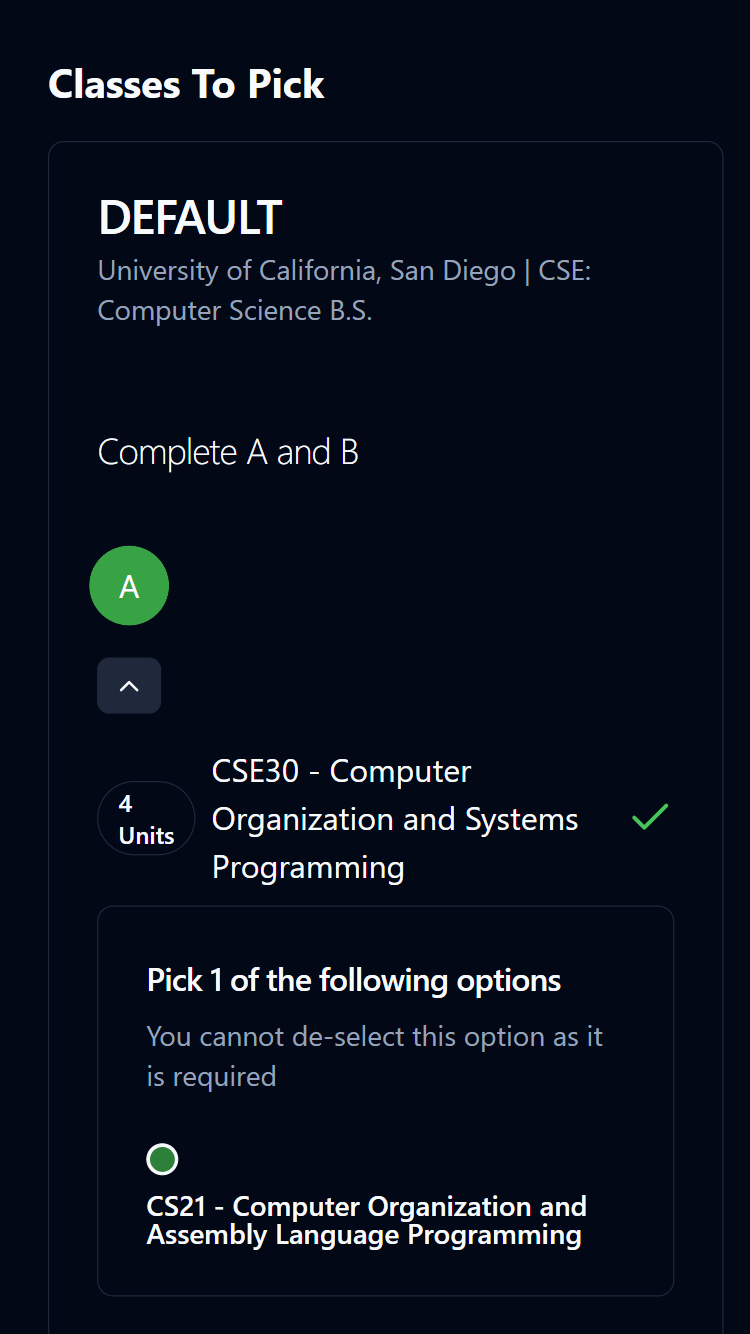 Classes To Pick
DEFAULT
University of California, San Diego | CSE:
Computer Science B.S.
Complete A and B
A
4
Units
CSE30 - Computer
Organization and Systems
Programming
Pick 1 of the following options
You cannot de-select this option as it
is required
CS21 - Computer Organization and
Assembly Language Programming